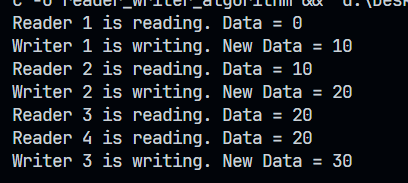 c -o reader_writer_algorithm && "d:\Desk
Reader 1 is reading. Data = 0
Writer 1 is writing. New Data = 10
Reader 2 is reading. Data = 10
Writer 2 is writing. New Data = 20
Reader 3 is reading. Data = 20
Reader 4 is reading. Data = 20
Writer 3 is writing. New Data = 30